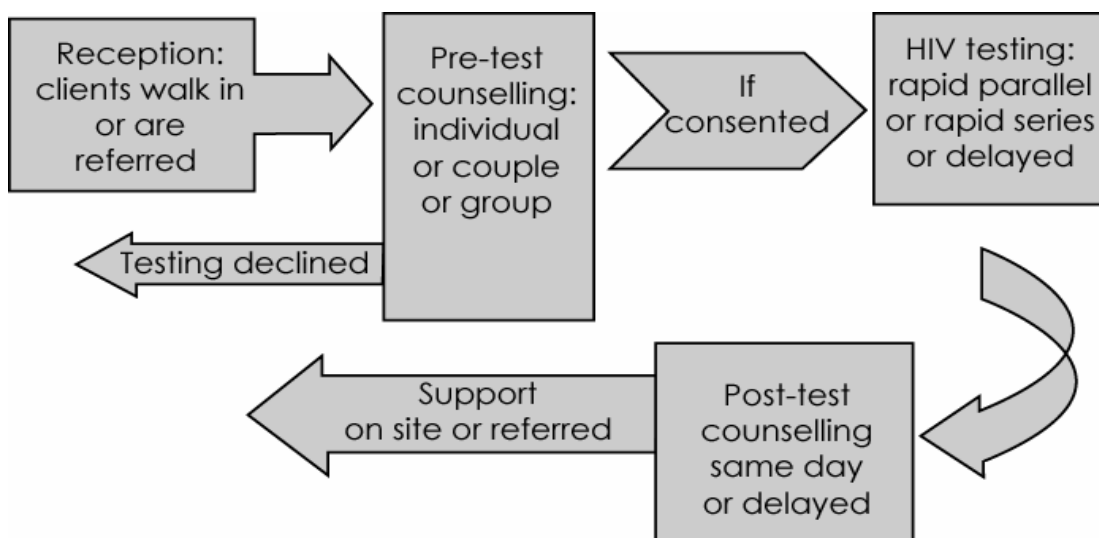 Reception:
clients walk in
or are
referred
Pre-test
counselling:
individual
or couple
or group
If
consented
HIV testing:
rapid parallel
or rapid series
or delayed
Testing declined
Support
on site or referred
Post-test
counselling
same day
or delayed